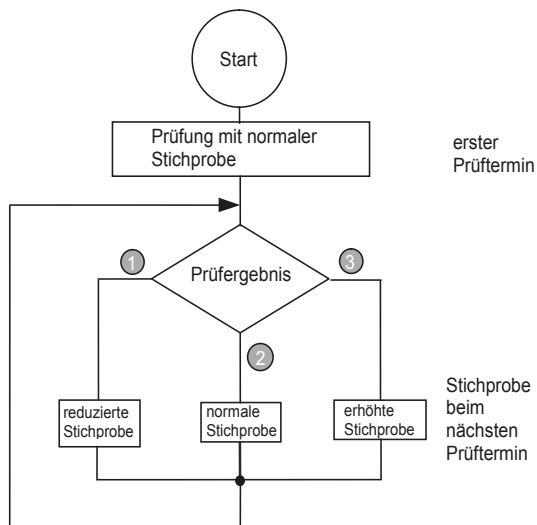 Start
Prüfung mit normaler
Stichprobe
erster
Prüftermin
1
Prüfergebnis
3
2
reduzierte
Stichprobe
normale
Stichprobe
erhöhte
Stichprobe
Stichprobe
beim
nächsten
Prüftermin